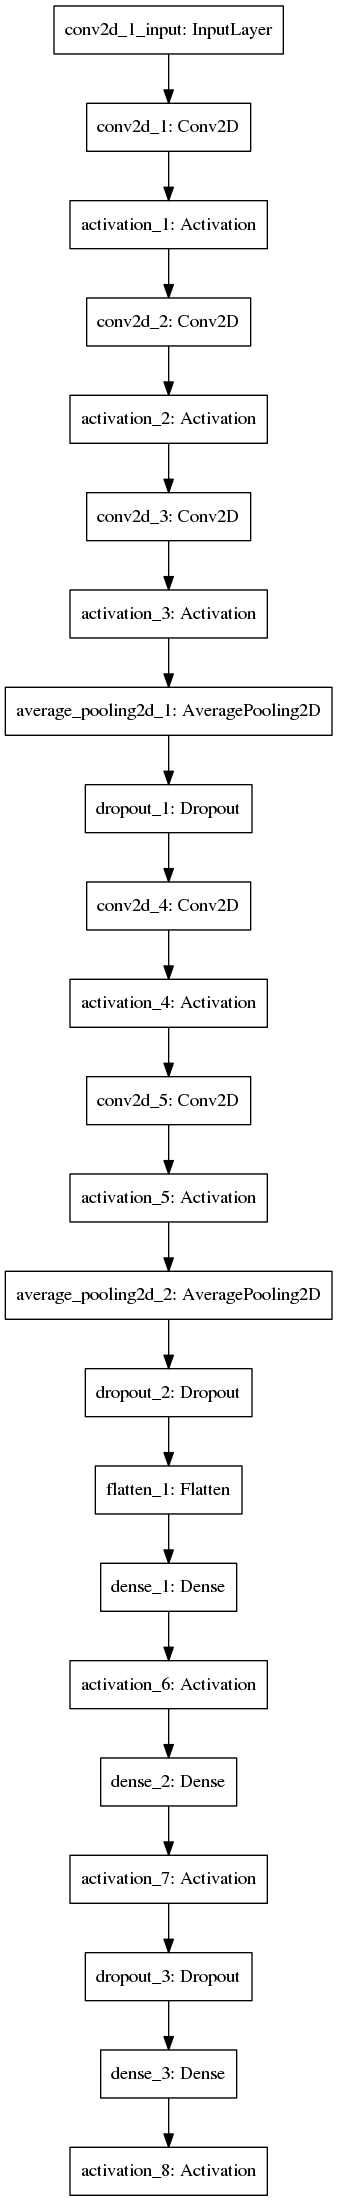 conv2d_1_input: InputLayer
conv2d_1: Conv2D
activation_1: Activation
conv2d_2: Conv2D
activation_2: Activation
conv2d_3: Conv2D
activation_3: Activation
average_pooling2d_1: AveragePooling2D
dropout_1: Dropout
conv2d_4: Conv2D
activation_4: Activation
conv2d_5: Conv2D
activation_5: Activation
average_pooling2d_2: AveragePooling2D
dropout_2: Dropout
flatten_1: Flatten
dense_1: Dense
activation_6: Activation
dense_2: Dense
activation_7: Activation
dropout_3: Dropout
dense_3: Dense
activation_8: Activation